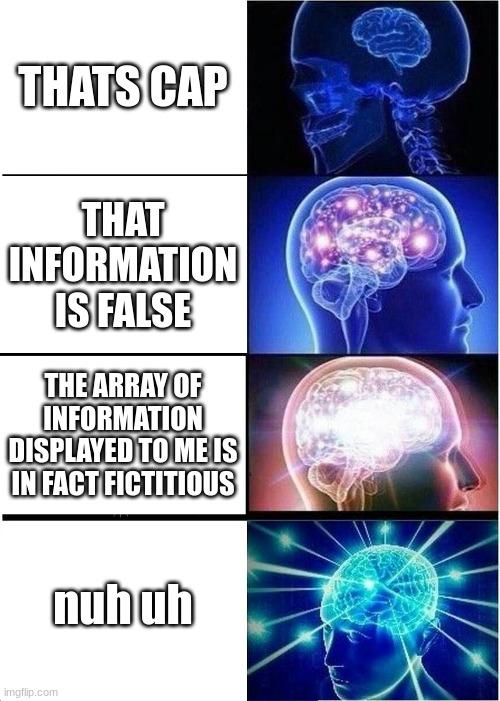 THATS CAP
THAT
INFORMATION
IS FALSE
THE ARRAY OF
INFORMATION
DISPLAYED TO ME IS
IN FACT FICTITIOUS
nuh uh
imgflip.com